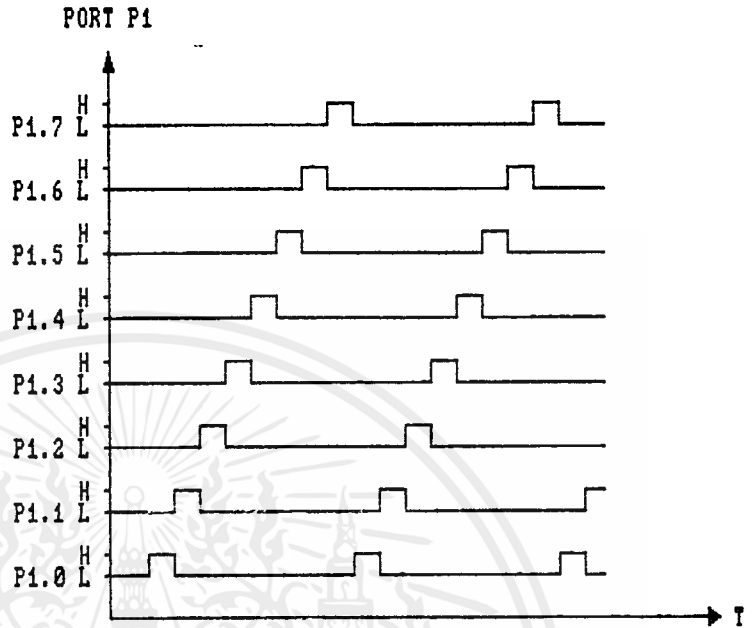 PORT P1
H
P1.7 L
H
P1.6 L
H
P1.5 L
H
P1.4 L
H
P1.3 L
H
P1.2 L
H
P1.1 L
H
P1.0 L
T